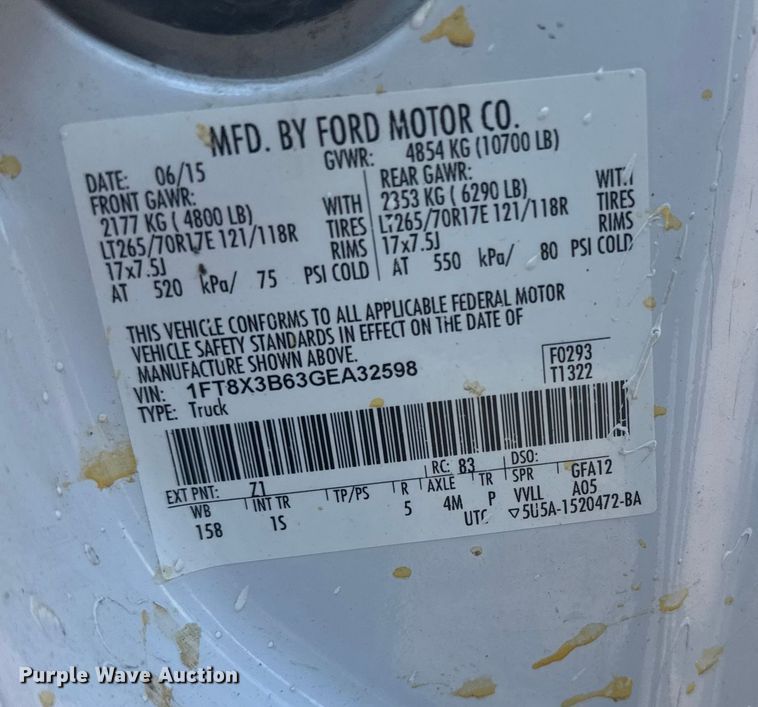 MFD. BY FORD MOTOR CO.
DATE: 06/15 GVWR: 4854 KG (10700 LB)
FRONT GAWR: REAR GAWR:
2177 KG ( 4800 LB) WITH 2353 KG ( 6290 LB) WITH
LT265/70R17E 121/118R TIRES LT265/70R17E 121/118R TIRES
17x7.5J RIMS 17x7.5J RIMS
AT 520 kPa/ 75 PSI COLD AT 550 kPa/ 80 PSI COLD
THIS VEHICLE CONFORMS TO ALL APPLICABLE FEDERAL MOTOR
VEHICLE SAFETY STANDARDS IN EFFECT ON THE DATE OF
MANUFACTURE SHOWN ABOVE.
VIN: 1FT8X3B63GEA32598 F0293
TYPE: Truck T1322
EXT PNT: Z1 RC: 83 DSO:
WB INT TR TP/PS R AXLE TR SPR GFA12
158 1S 5 4M P VVLL A05
UTC ▽5U5A-1520472-BA
Purple Wave Auction